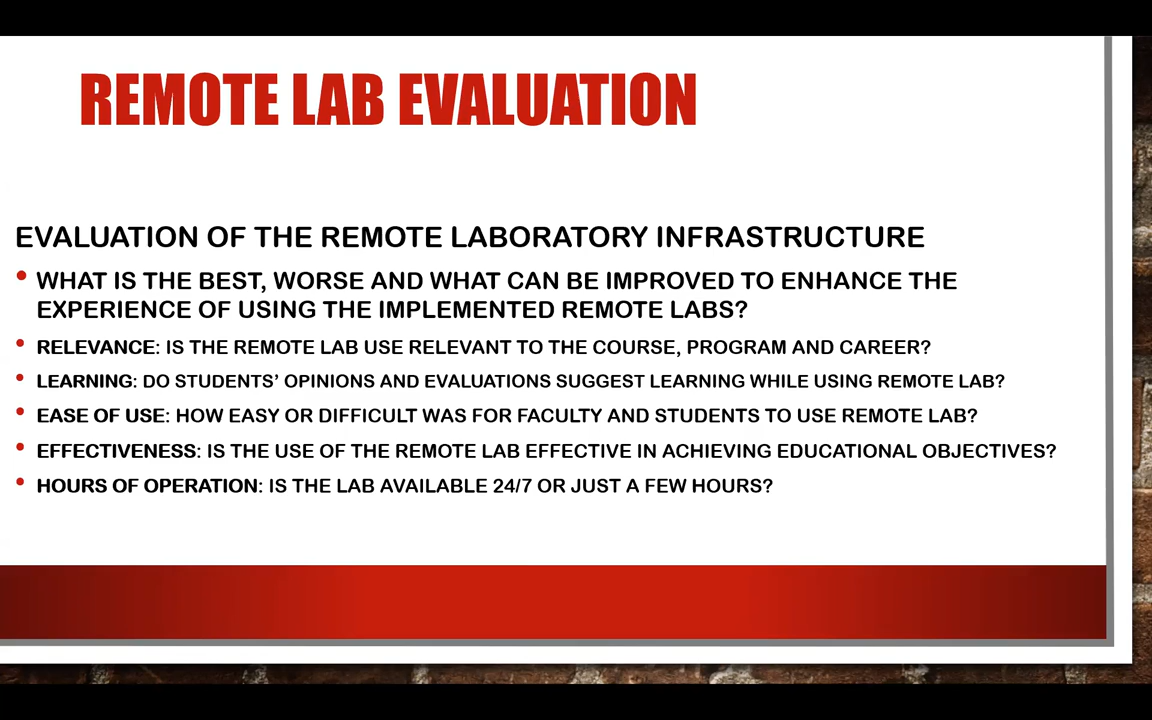 REMOTE LAB EVALUATION
EVALUATION OF THE REMOTE LABORATORY INFRASTRUCTURE
• WHAT IS THE BEST, WORSE AND WHAT CAN BE IMPROVED TO ENHANCE THE
EXPERIENCE OF USING THE IMPLEMENTED REMOTE LABS?
• RELEVANCE: IS THE REMOTE LAB USE RELEVANT TO THE COURSE, PROGRAM AND CAREER?
• LEARNING: DO STUDENTS’ OPINIONS AND EVALUATIONS SUGGEST LEARNING WHILE USING REMOTE LAB?
• EASE OF USE: HOW EASY OR DIFFICULT WAS FOR FACULTY AND STUDENTS TO USE REMOTE LAB?
• EFFECTIVENESS: IS THE USE OF THE REMOTE LAB EFFECTIVE IN ACHIEVING EDUCATIONAL OBJECTIVES?
• HOURS OF OPERATION: IS THE LAB AVAILABLE 24/7 OR JUST A FEW HOURS?